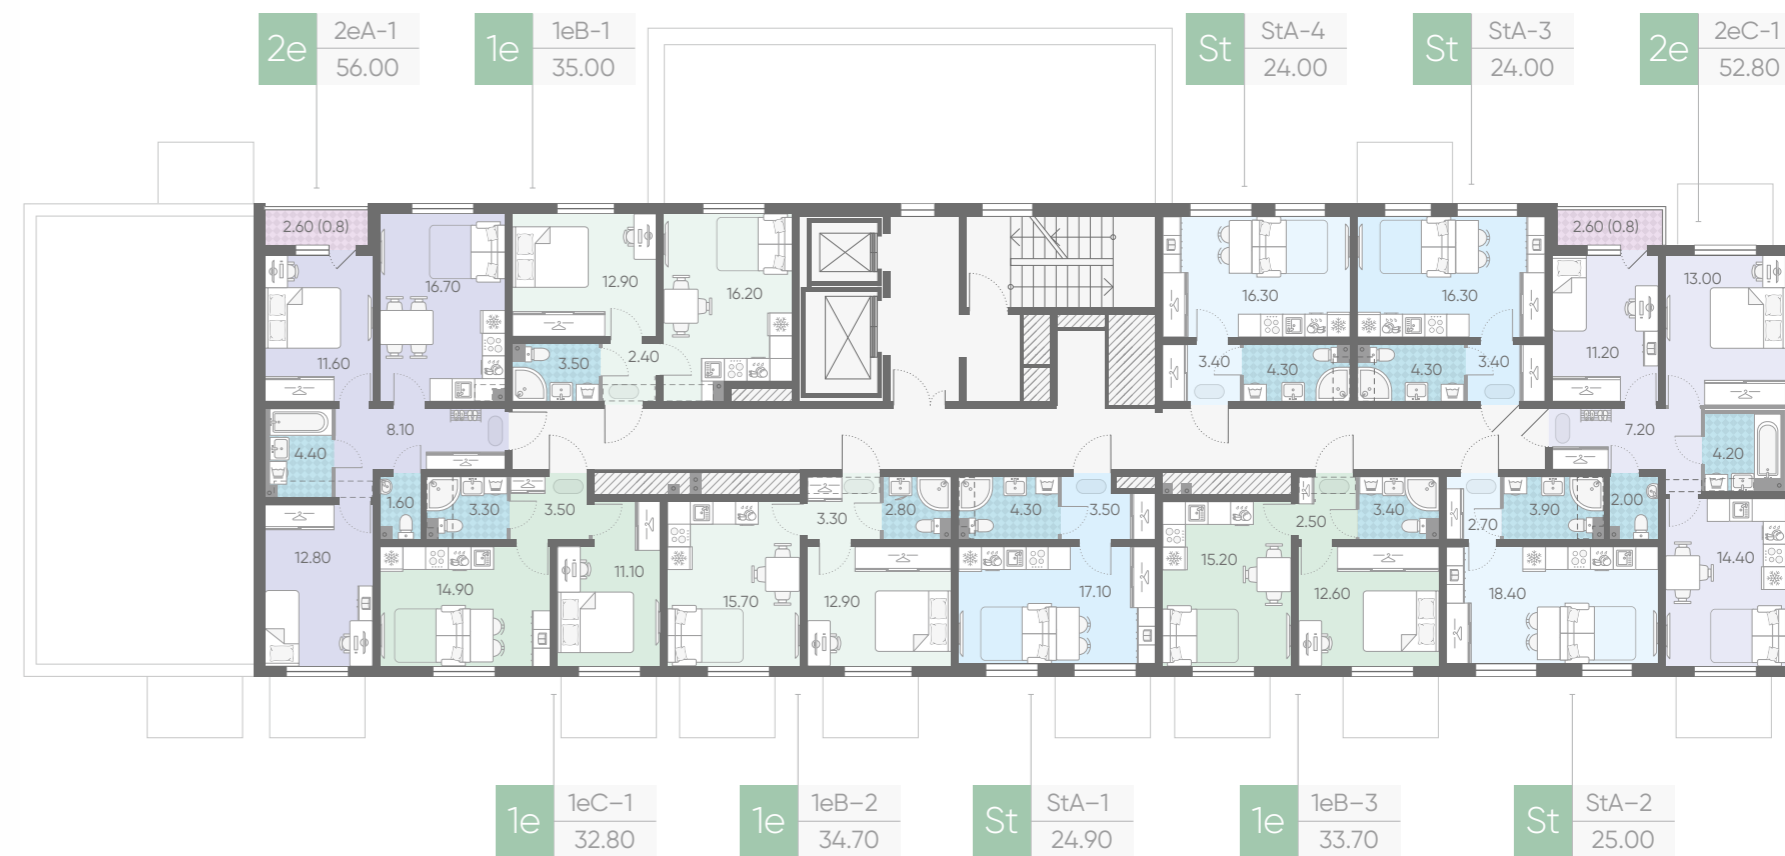 2e
2eA-1
56.00
1e
1eB-1
35.00
St
StA-4
24.00
St
StA-3
24.00
2e
2eC-1
52.80
2.60 (0.8)
2.60 (0.8)
16.70
12.90
16.20
16.30
16.30
13.00
11.60
3.50
2.40
3.40
4.30
4.30
3.40
11.20
8.10
7.20
4.40
4.20
1.60
3.30
3.50
3.30
2.80
4.30
3.50
2.50
3.40
2.70
3.90
2.00
12.80
14.90
11.10
15.70
12.90
17.10
15.20
12.60
18.40
14.40
1e
1eC-1
32.80
1e
1eB-2
34.70
St
StA-1
24.90
1e
1eB-3
33.70
St
StA-2
25.00